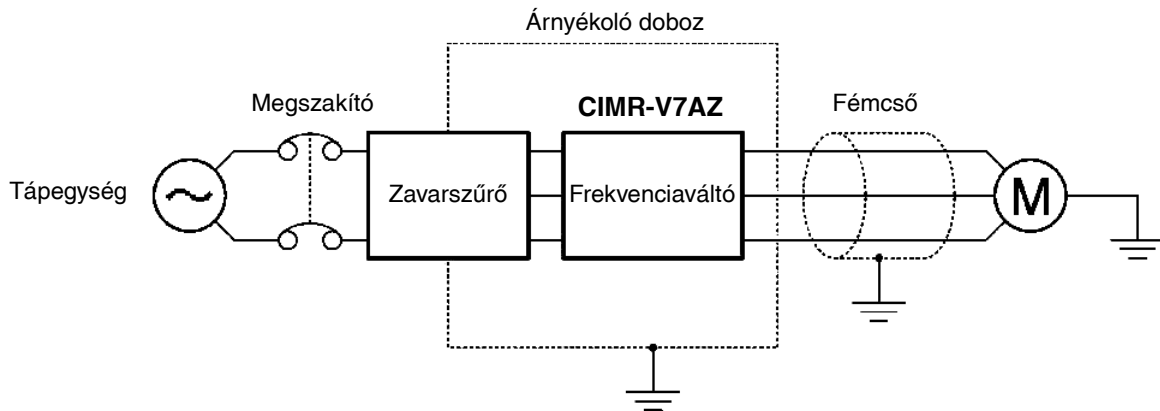 Árnyékoló doboz
Megszakító
CIMR-V7AZ
Fémcső
Tápegység
Zavarszűrő
Frekvenciaváltó
M